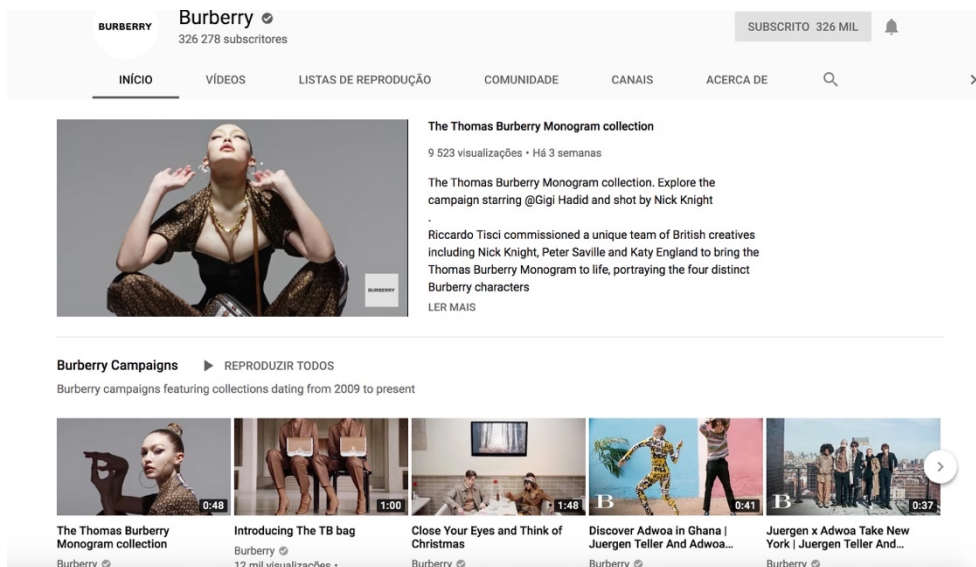 BURBERRY
Burberry
326 278 subscritores
SUBSCRITO 326 MIL
INÍCIO VÍDEOS LISTAS DE REPRODUÇÃO COMUNIDADE CANAIS ACERCA DE
The Thomas Burberry Monogram collection
9 523 visualizações • Há 3 semanas
The Thomas Burberry Monogram collection. Explore the
campaign starring @Gigi Hadid and shot by Nick Knight
.
Riccardo Tisci commissioned a unique team of British creatives
including Nick Knight, Peter Saville and Katy England to bring the
Thomas Burberry Monogram to life, portraying the four distinct
Burberry characters
LER MAIS
BURBERRY
Burberry Campaigns REPRODUZIR TODOS
Burberry campaigns featuring collections dating from 2009 to present
0:48 1:00 1:48 B 0:41 B 0:37
The Thomas Burberry
Monogram collection
Burberry
Introducing The TB bag
Burberry
12 mil visualizações •
Close Your Eyes and Think of
Christmas
Burberry
Discover Adwoa in Ghana |
Juergen Teller And Adwoa...
Burberry
Juergen x Adwoa Take New
York | Juergen Teller And...
Burberry